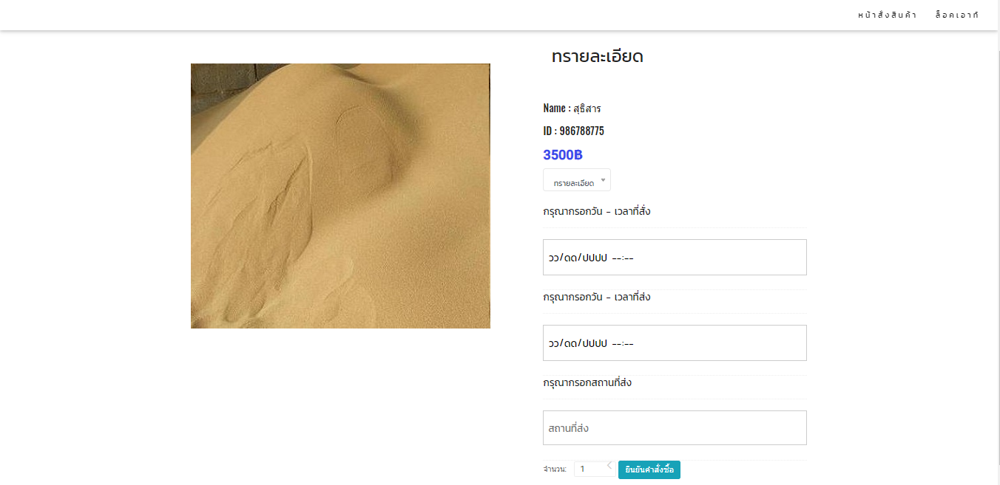 หน้าสั่งสินค้า ล็อคเอาท์
ทรายละเอียด
Name : สุธิสาร
ID : 986788775
3500฿
ทรายละเอียด
กรุณากรอกวัน - เวลาที่สั่ง
วว/ดด/ปปปป --:--
กรุณากรอกวัน - เวลาที่ส่ง
วว/ดด/ปปปป --:--
กรุณากรอกสถานที่ส่ง
สถานที่ส่ง
จำนวน: 1 ยืนยันคำสั่งซื้อ